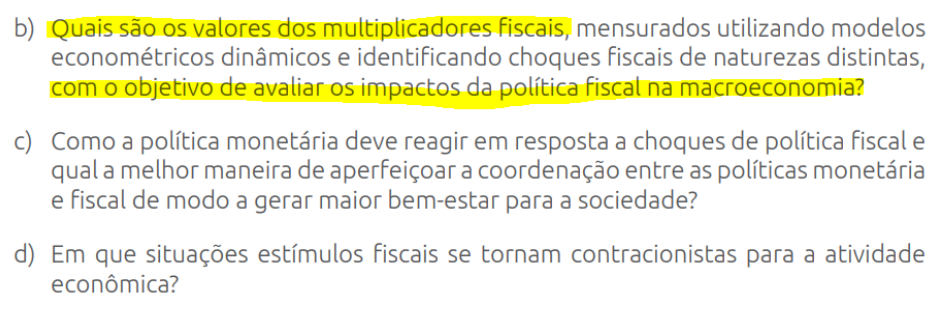 b) Quais são os valores dos multiplicadores fiscais, mensurados utilizando modelos
econométricos dinâmicos e identificando choques fiscais de naturezas distintas,
com o objetivo de avaliar os impactos da política fiscal na macroeconomia?
c) Como a política monetária deve reagir em resposta a choques de política fiscal e
qual a melhor maneira de aperfeiçoar a coordenação entre as políticas monetária
e fiscal de modo a gerar maior bem-estar para a sociedade?
d) Em que situações estímulos fiscais se tornam contracionistas para a atividade
econômica?